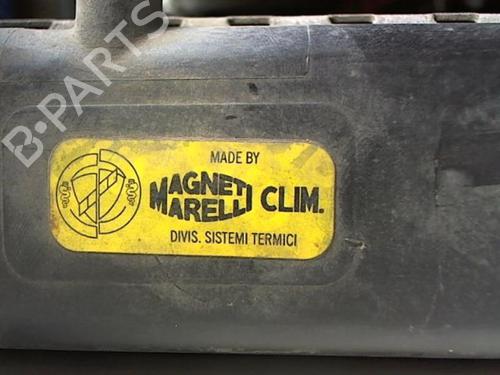 B-PARTS
MADE BY
MAGNETI
MARELLI CLIM.
DIVIS. SISTEMI TERMICI